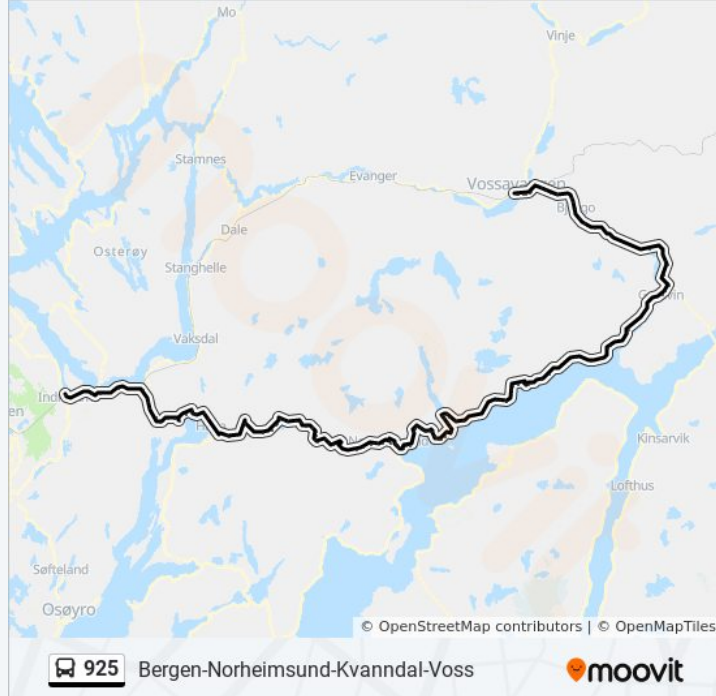 Mo
Vinje
Stamnes
Evanger
Dale
Osterøy
Stanghelle
Vaksdal
Kinsarvik
Lofthus
Søfteland
Osøyro
© OpenStreetMap contributors | © OpenMapTiles
925 Bergen-Norheimsund-Kvanndal-Voss moovit